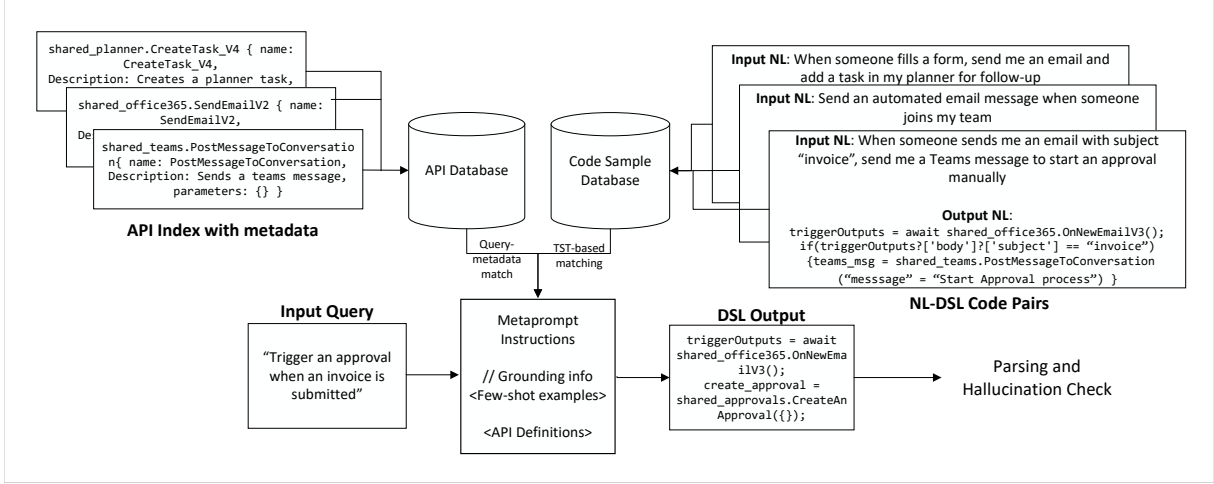 shared_planner.CreateTask_V4 { name:
CreateTask_V4,
Description: Creates a planner task,
shared_office365.SendEmailV2 { name:
SendEmailV2,
De
shared_teams.PostMessageToConversatio
n{ name: PostMessageToConversation,
Description: Sends a teams message,
parameters: {} }
API Index with metadata
API Database
Code Sample
Database
Input NL: When someone fills a form, send me an email and
add a task in my planner for follow-up
Input NL: Send an automated email message when someone
joins my team
Input NL: When someone sends me an email with subject
“invoice”, send me a Teams message to start an approval
manually
Output NL:
triggerOutputs = await shared_office365.OnNewEmailV3();
if(triggerOutputs?['body']?['subject'] == “invoice”)
{teams_msg = shared_teams.PostMessageToConversation
(“messsage” = “Start Approval process”) }
NL-DSL Code Pairs
Query-
metadata
match
TST-based
matching
Input Query
“Trigger an approval
when an invoice is
submitted”
Metaprompt
Instructions
// Grounding info
<Few-shot examples>
<API Definitions>
DSL Output
triggerOutputs = await
shared_office365.OnNewEma
ilV3();
create_approval =
shared_approvals.CreateAn
Approval({});
Parsing and
Hallucination Check